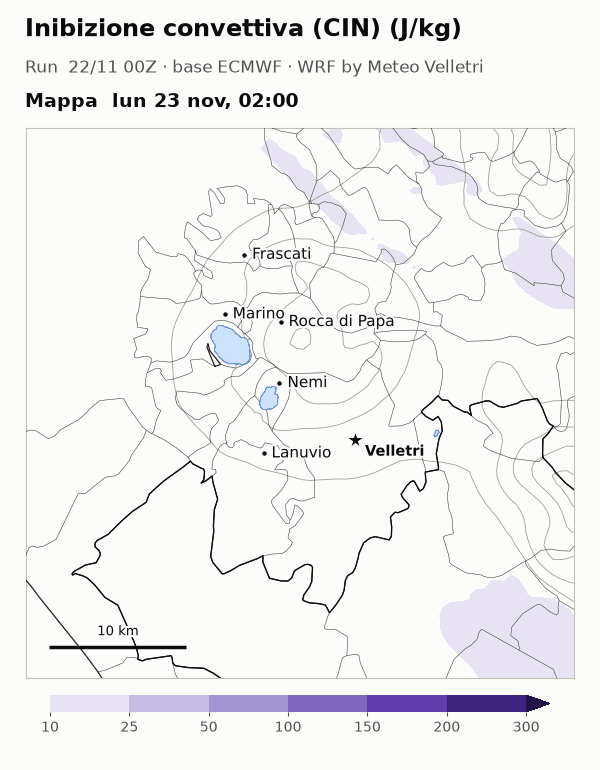 Inibizione convettiva (CIN) (J/kg)
Run  22/11 00Z · base ECMWF · WRF by Meteo Velletri
Mappa  lun 23 nov, 02:00
Frascati
Marino
Rocca di Papa
Nemi
Velletri
Lanuvio
10 km
10 25 50 100 150 200 300